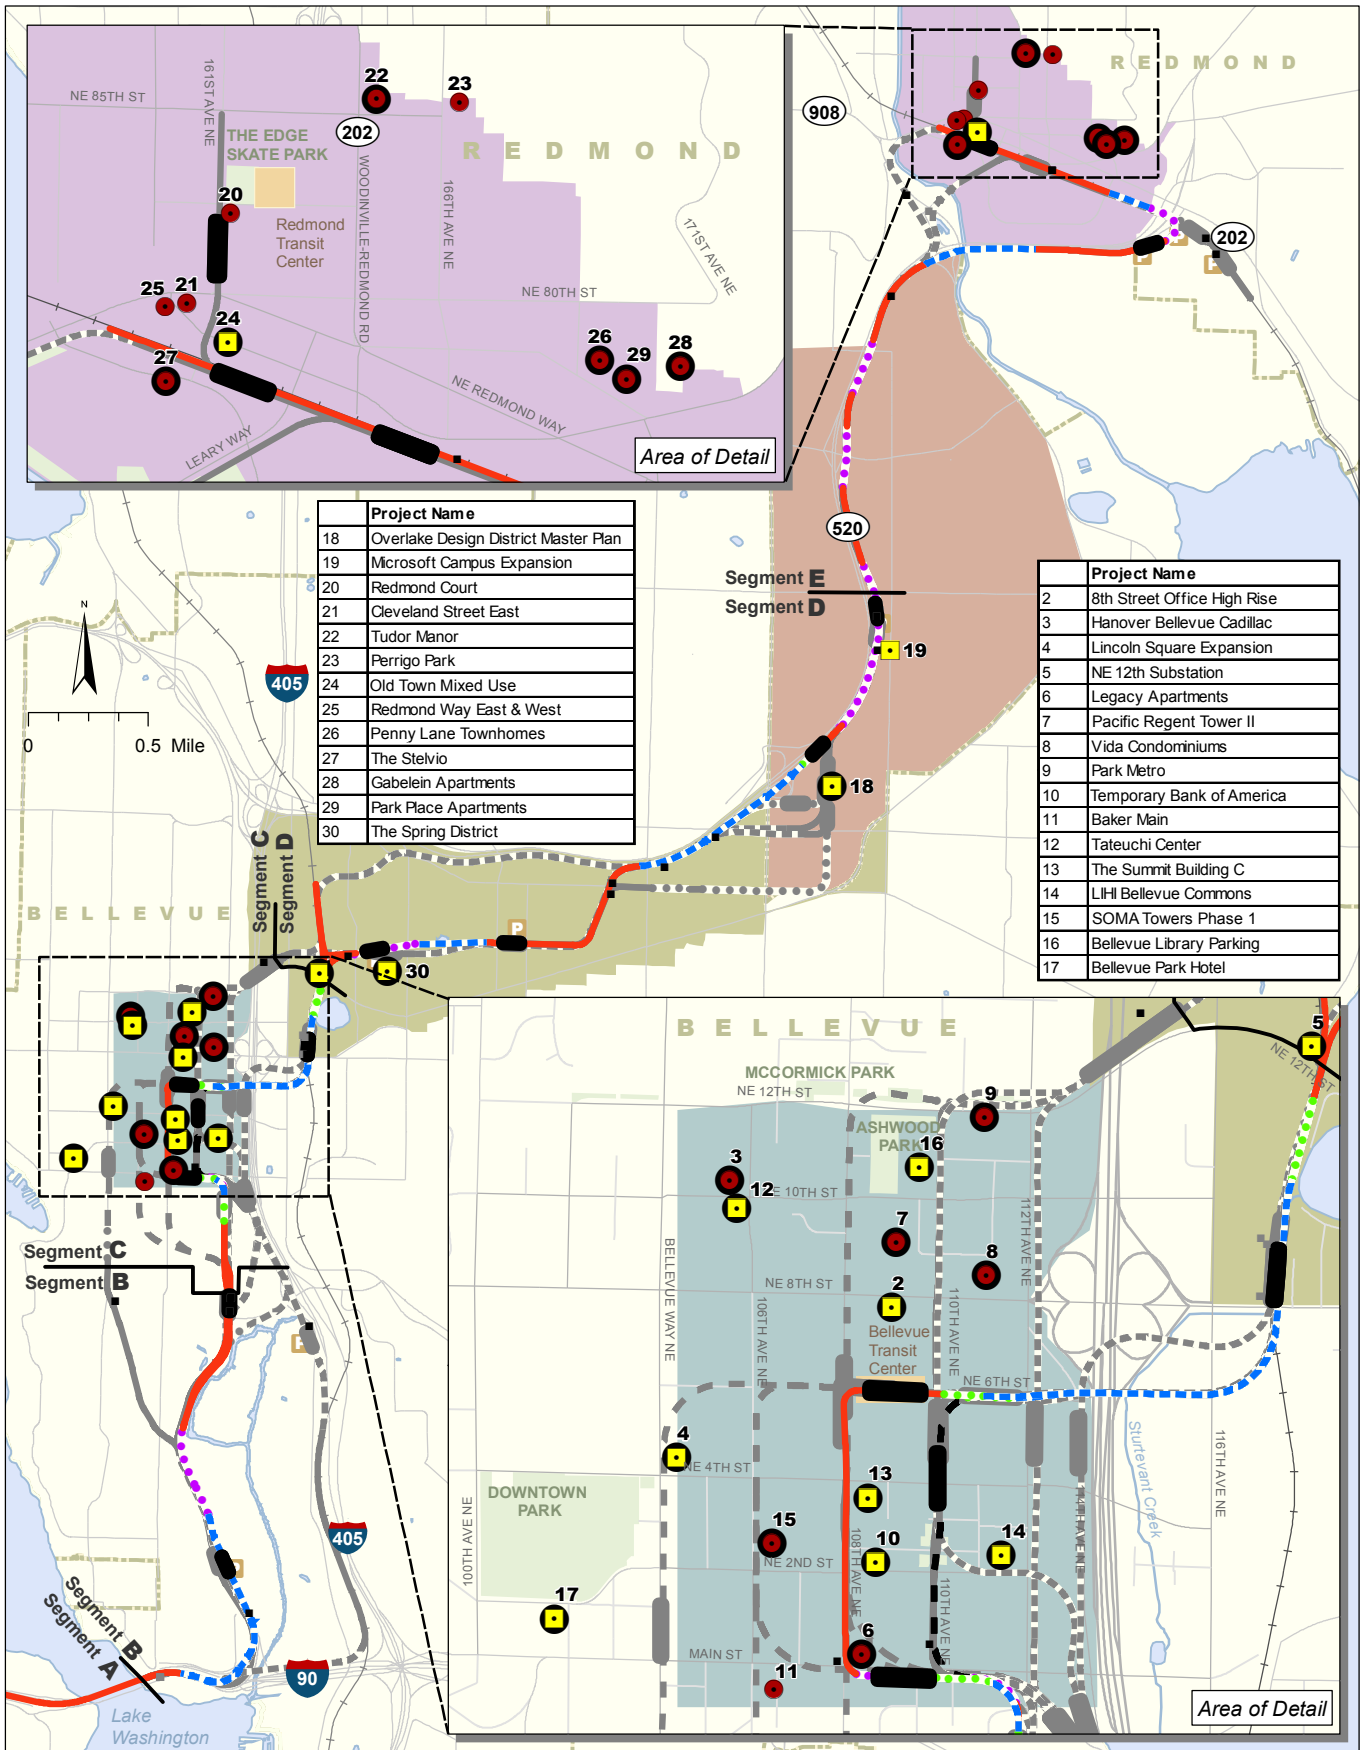 161ST AVE NE
NE 85TH ST
THE EDGE
SKATE PARK
22
202
23
REDMOND
WOODINVILLE-REDMOND RD
166TH AVE NE
171ST AVE NE
20
Redmond
Transit
Center
NE 80TH ST
25
21
24
27
26
29
28
NE REDMOND WAY
LEARY WAY
Area of Detail
908
REDMOND
202
520
Project Name
18 Overlake Design District Master Plan
19 Microsoft Campus Expansion
20 Redmond Court
21 Cleveland Street East
22 Tudor Manor
23 Perrigo Park
24 Old Town Mixed Use
25 Redmond Way East & West
26 Penny Lane Townhomes
27 The Stelvio
28 Gabelein Apartments
29 Park Place Apartments
30 The Spring District
Segment E
Segment D
19
18
Project Name
2 8th Street Office High Rise
3 Hanover Bellevue Cadillac
4 Lincoln Square Expansion
5 NE 12th Substation
6 Legacy Apartments
7 Pacific Regent Tower II
8 Vida Condominiums
9 Park Metro
10 Temporary Bank of America
11 Baker Main
12 Tateuchi Center
13 The Summit Building C
14 LIHI Bellevue Commons
15 SOMA Towers Phase 1
16 Bellevue Library Parking
17 Bellevue Park Hotel
N
0 0.5 Mile
405
Segment C
Segment D
BELLEVUE
P
30
Segment C
Segment B
P
405
Segment B
Segment A
90
Lake
Washington
BELLEVUE
MCCORMICK PARK
NE 12TH ST
5
NE 12TH ST
9
ASHWOOD
PARK
16
3
12
E 10TH ST
7
8
112TH AVE NE
BELLEVUE WAY NE
NE 8TH ST
2
106TH AVE NE
110TH AVE NE
Bellevue
Transit
Center
NE 6TH ST
4
NE 4TH ST
DOWNTOWN
PARK
13
15
10
14
NE 2ND ST
100TH AVE NE
108TH AVE NE
110TH AVE NE
114TH AVE NE
116TH AVE NE
Sturtevant Creek
17
6
MAIN ST
11
Area of Detail